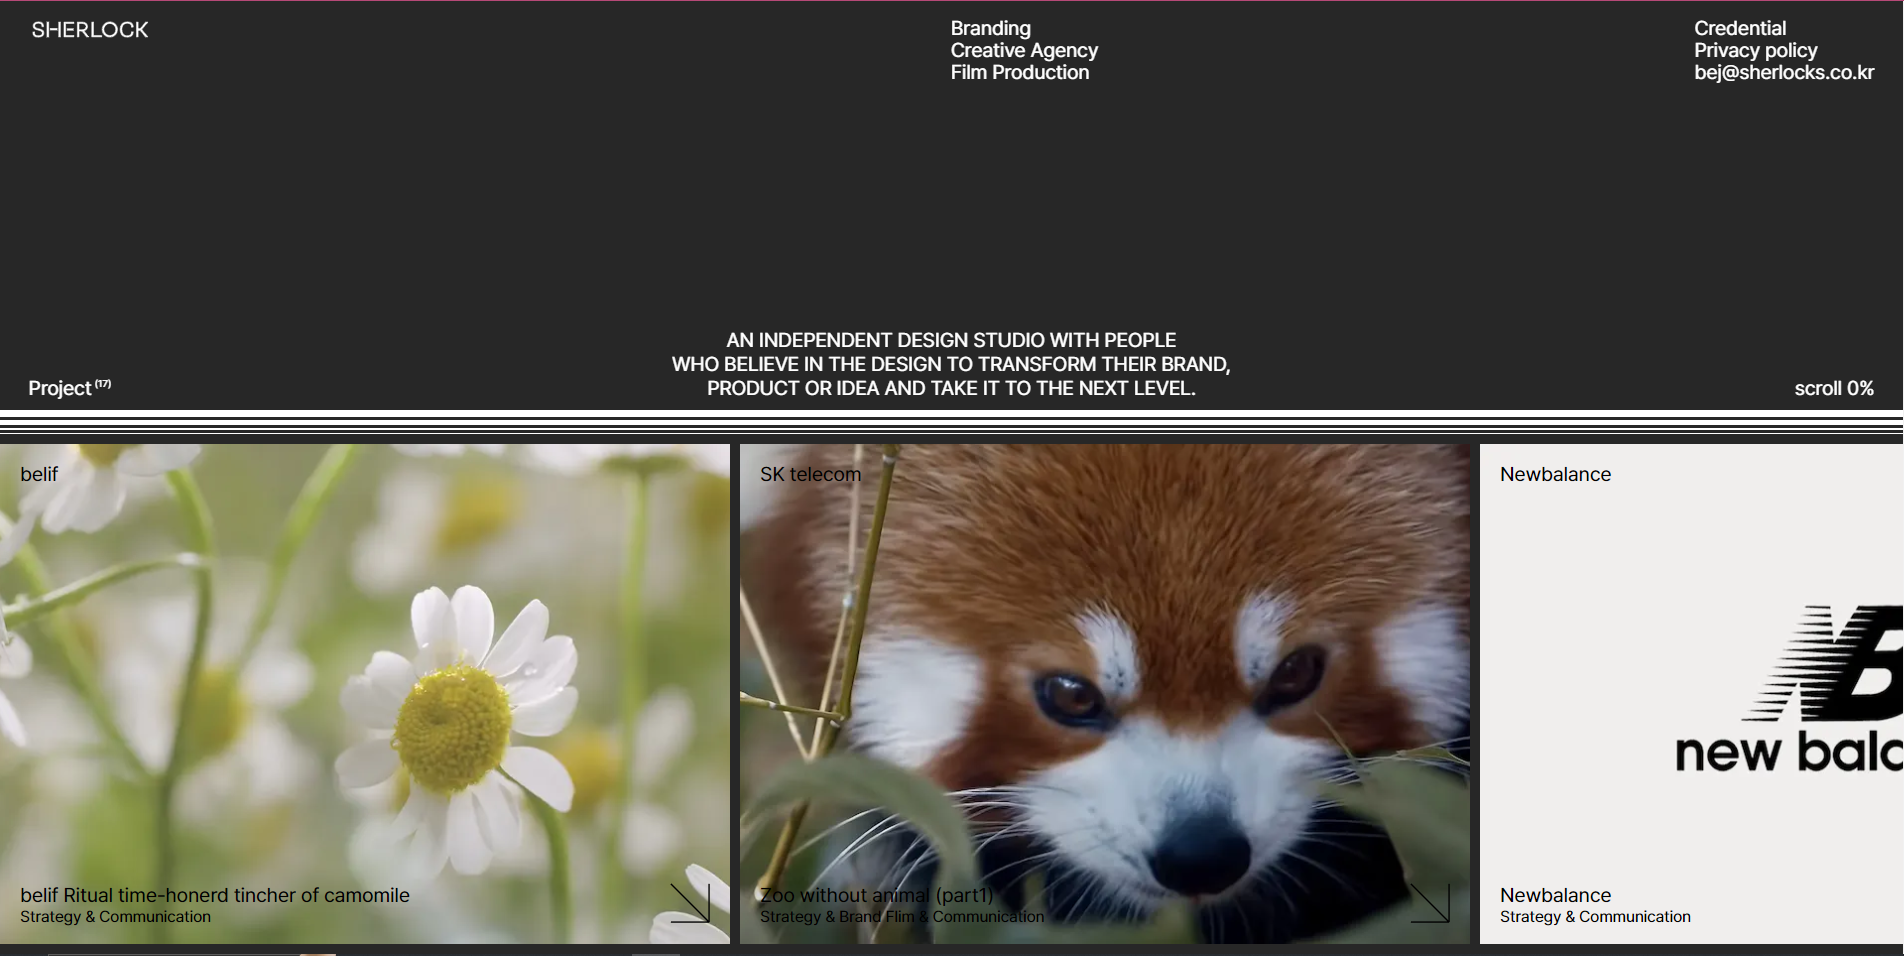 SHERLOCK
Branding
Creative Agency
Film Production
Credential
Privacy policy
bej@sherlocks.co.kr
AN INDEPENDENT DESIGN STUDIO WITH PEOPLE
WHO BELIEVE IN THE DESIGN TO TRANSFORM THEIR BRAND,
PRODUCT OR IDEA AND TAKE IT TO THE NEXT LEVEL.
Project (17)
scroll 0%
belif
belif Ritual time-honerd tincher of camomile
Strategy & Communication
SK telecom
Zoo without animal (part1)
Strategy & Brand Flim & Communication
Newbalance
NB
new bala
Newbalance
Strategy & Communication